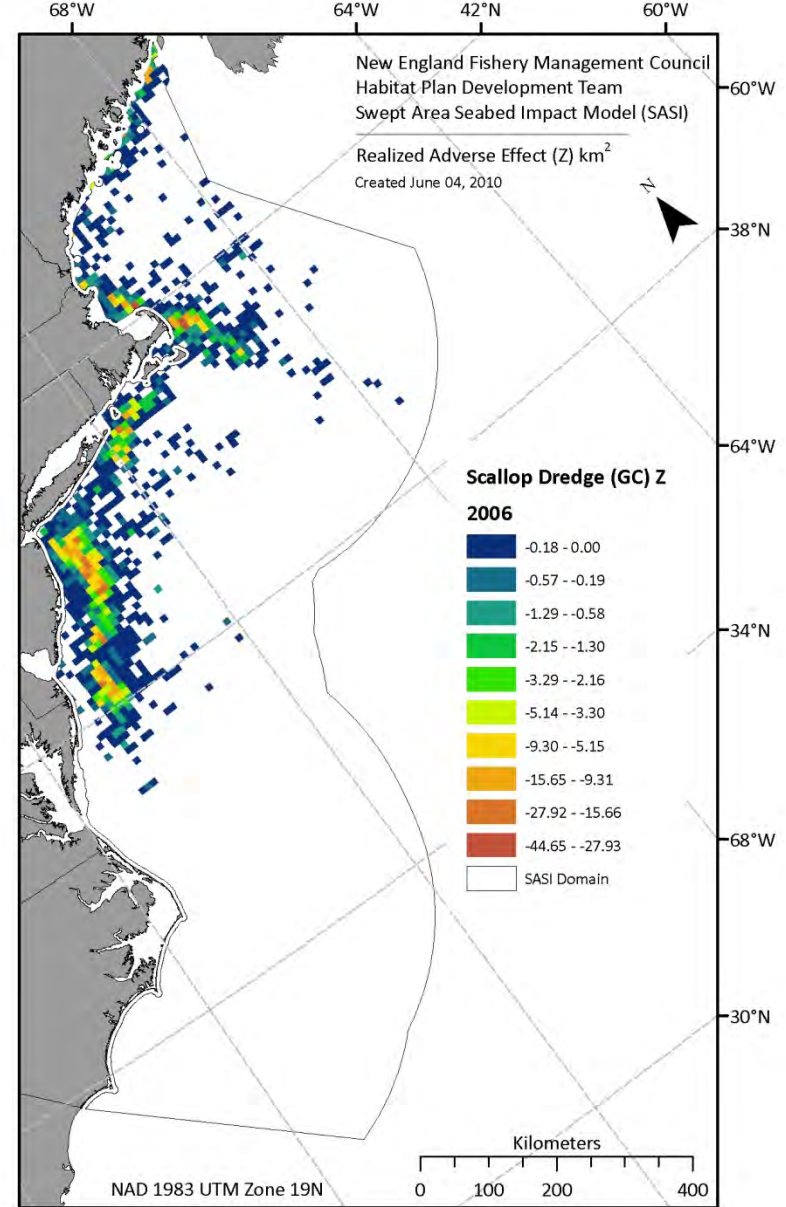 68°W 64°W 42°N 60°W
New England Fishery Management Council
Habitat Plan Development Team
Swept Area Seabed Impact Model (SASI)
Realized Adverse Effect (Z) km²
Created June 04, 2010
N
60°W
38°N
64°W
34°N
68°W
30°N
Scallop Dredge (GC) Z
2006
-0.18 - 0.00
-0.57 - -0.19
-1.29 - -0.58
-2.15 - -1.30
-3.29 - -2.16
-5.14 - -3.30
-9.30 - -5.15
-15.65 - -9.31
-27.92 - -15.66
-44.65 - -27.93
SASI Domain
Kilometers
0 100 200 400
NAD 1983 UTM Zone 19N